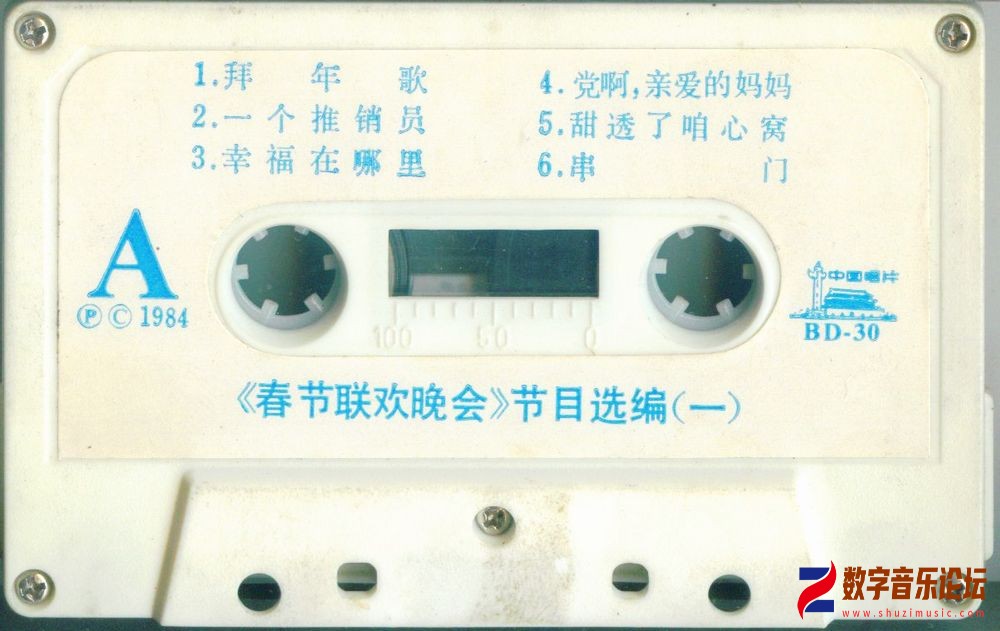 1.拜年歌
2.一个推销员
3.幸福在哪里
4.党啊,亲爱的妈妈
5.甜透了咱心窝
6.串门
A
Ⓟ Ⓒ 1984
中国唱片
BD-30
100 50 0
《春节联欢晚会》节目选编(一)
数字音乐论坛
www.shuzimusic.com